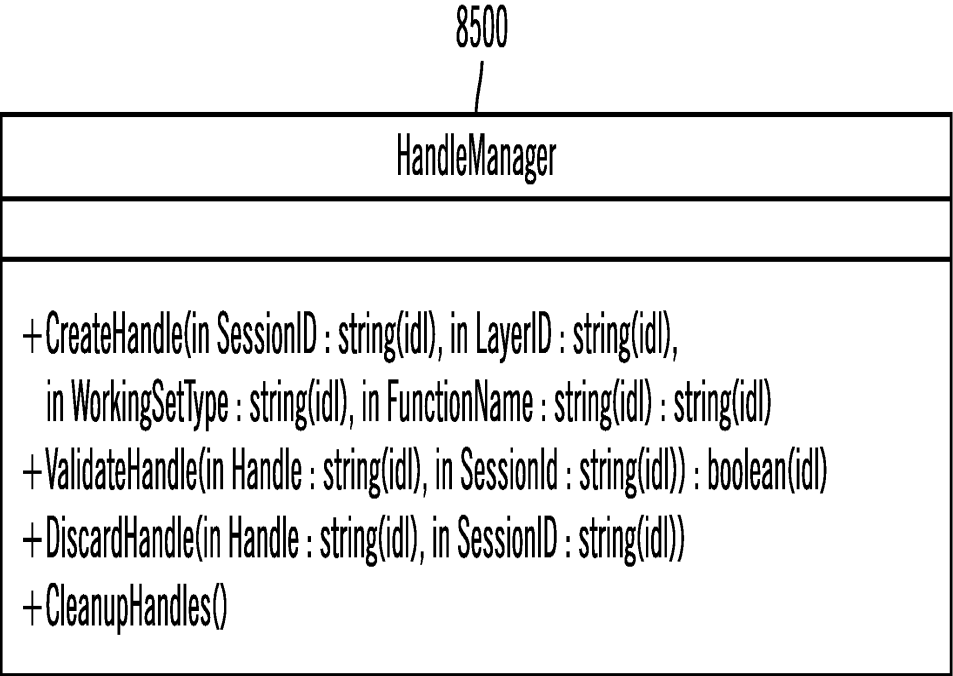 8500
HandleManager
+CreateHandle(in SessionID : string(idl), in LayerID : string(idl),
in WorkingSetType : string(idl), in FunctionName : string(idl) : string(idl)
+ValidateHandle(in Handle : string(idl), in SessionId : string(idl)) : boolean(idl)
+DiscardHandle(in Handle : string(idl), in SessionID : string(idl))
+CleanupHandles()